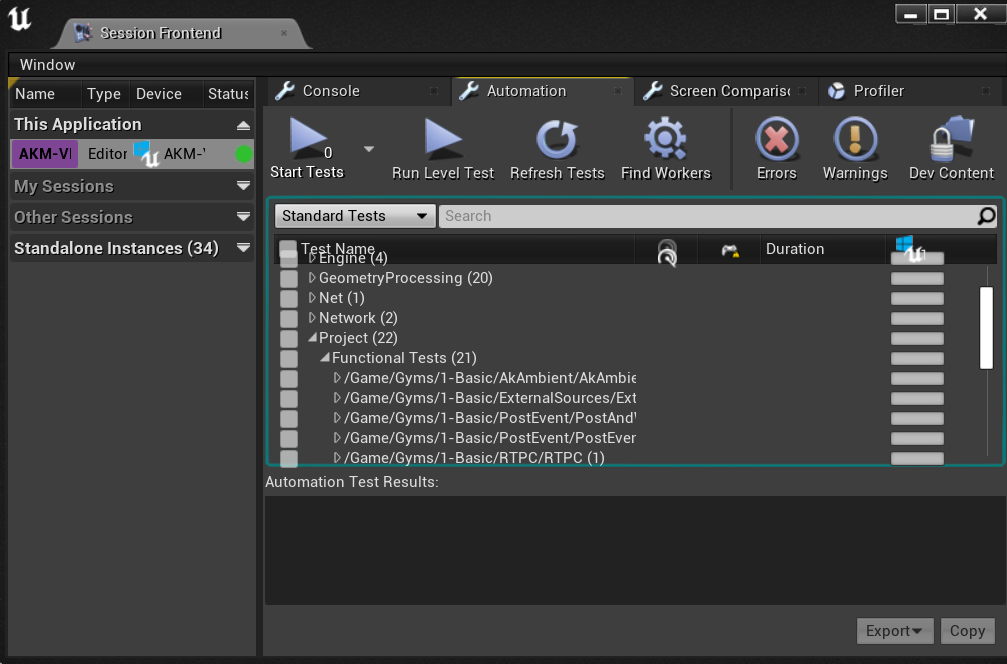 Session Frontend
Window
Name Type Device Status
This Application
AKM-VI Editor AKM-
My Sessions
Other Sessions
Standalone Instances (34)
Console Automation Screen Comparis Profiler
0
Start Tests Run Level Test Refresh Tests Find Workers Errors Warnings Dev Content
Standard Tests Search
Test Name Duration
Engine (4)
GeometryProcessing (20)
Net (1)
Network (2)
Project (22)
Functional Tests (21)
/Game/Gyms/1-Basic/AkAmbient/AkAmbie
/Game/Gyms/1-Basic/ExternalSources/Ext
/Game/Gyms/1-Basic/PostEvent/PostAnd
/Game/Gyms/1-Basic/PostEvent/PostEver
/Game/Gyms/1-Basic/RTPC/RTPC (1)
Automation Test Results:
Export Copy